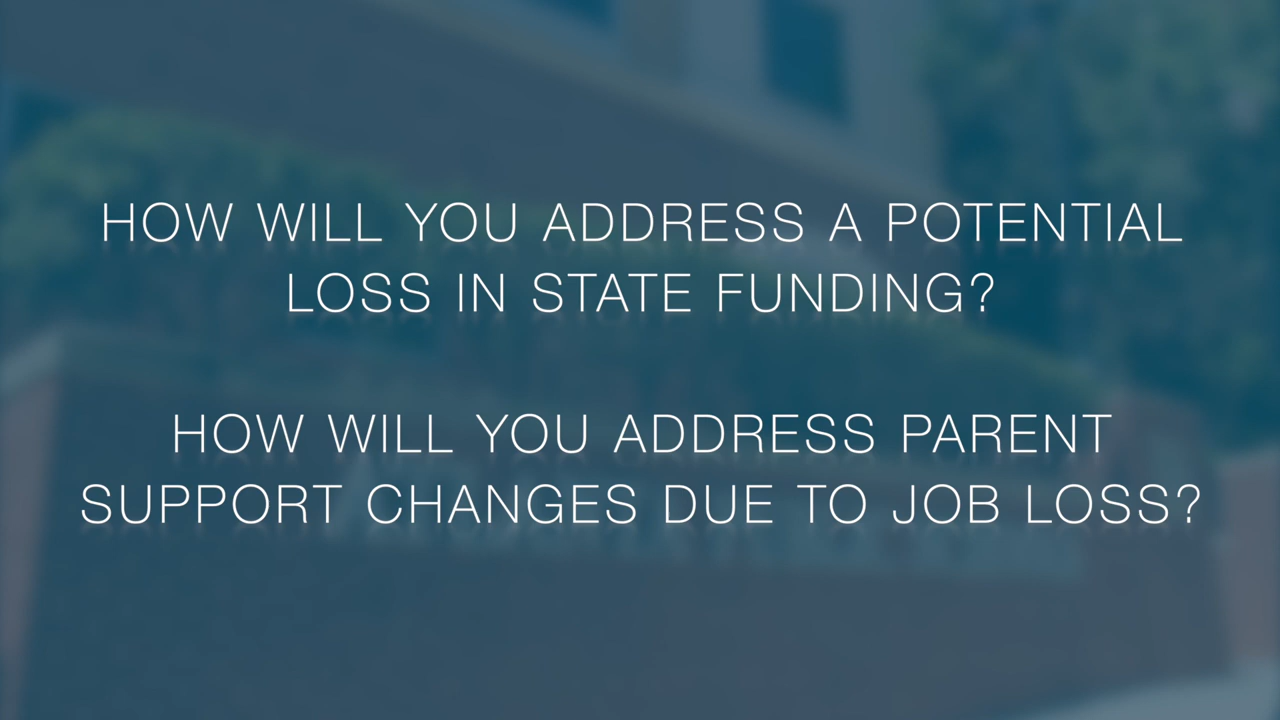 HOW WILL YOU ADDRESS A POTENTIAL
LOSS IN STATE FUNDING?
HOW WILL YOU ADDRESS PARENT
SUPPORT CHANGES DUE TO JOB LOSS?